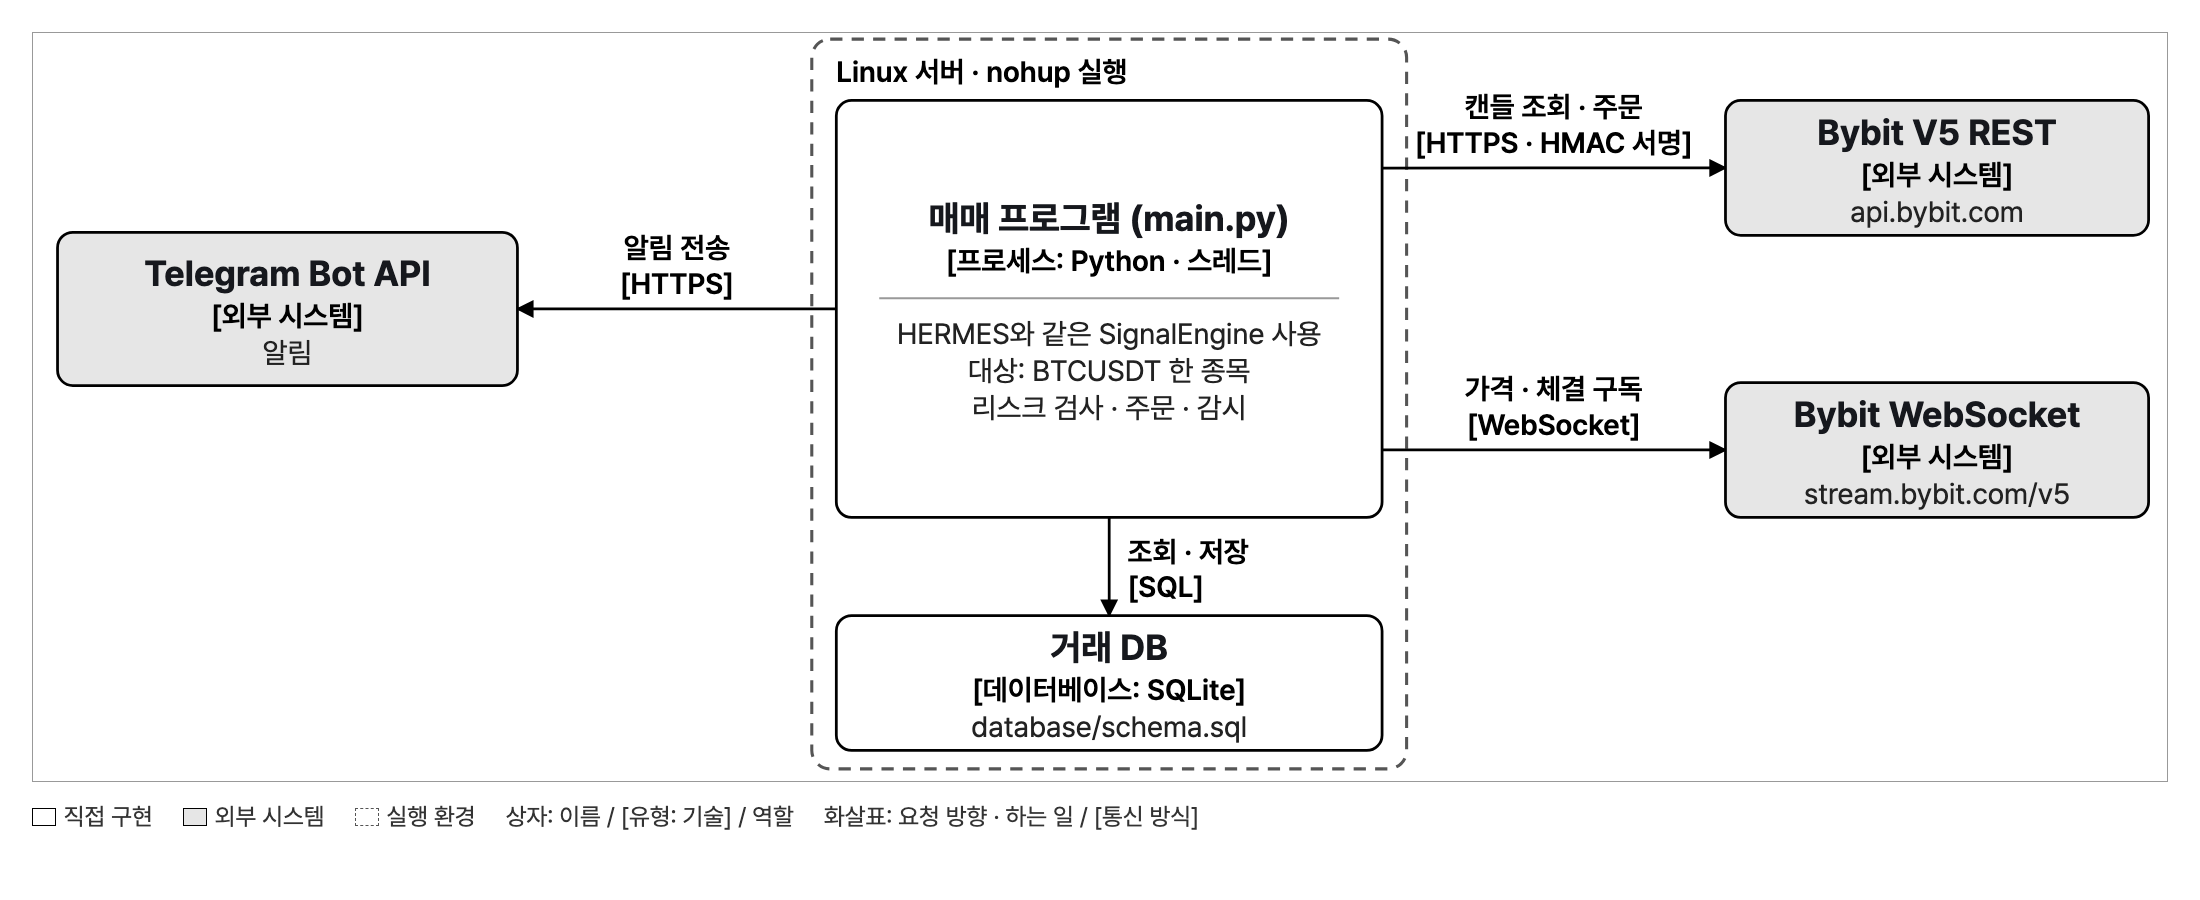 Linux 서버 · nohup 실행
매매 프로그램 (main.py)
[프로세스: Python · 스레드]
HERMES와 같은 SignalEngine 사용
대상: BTCUSDT 한 종목
리스크 검사 · 주문 · 감시
캔들 조회 · 주문
[HTTPS · HMAC 서명]
Bybit V5 REST
[외부 시스템]
api.bybit.com
알림 전송
[HTTPS]
Telegram Bot API
[외부 시스템]
알림
가격 · 체결 구독
[WebSocket]
Bybit WebSocket
[외부 시스템]
stream.bybit.com/v5
조회 · 저장
[SQL]
거래 DB
[데이터베이스: SQLite]
database/schema.sql
직접 구현 외부 시스템 실행 환경 상자: 이름 / [유형: 기술] / 역할 화살표: 요청 방향 · 하는 일 / [통신 방식]